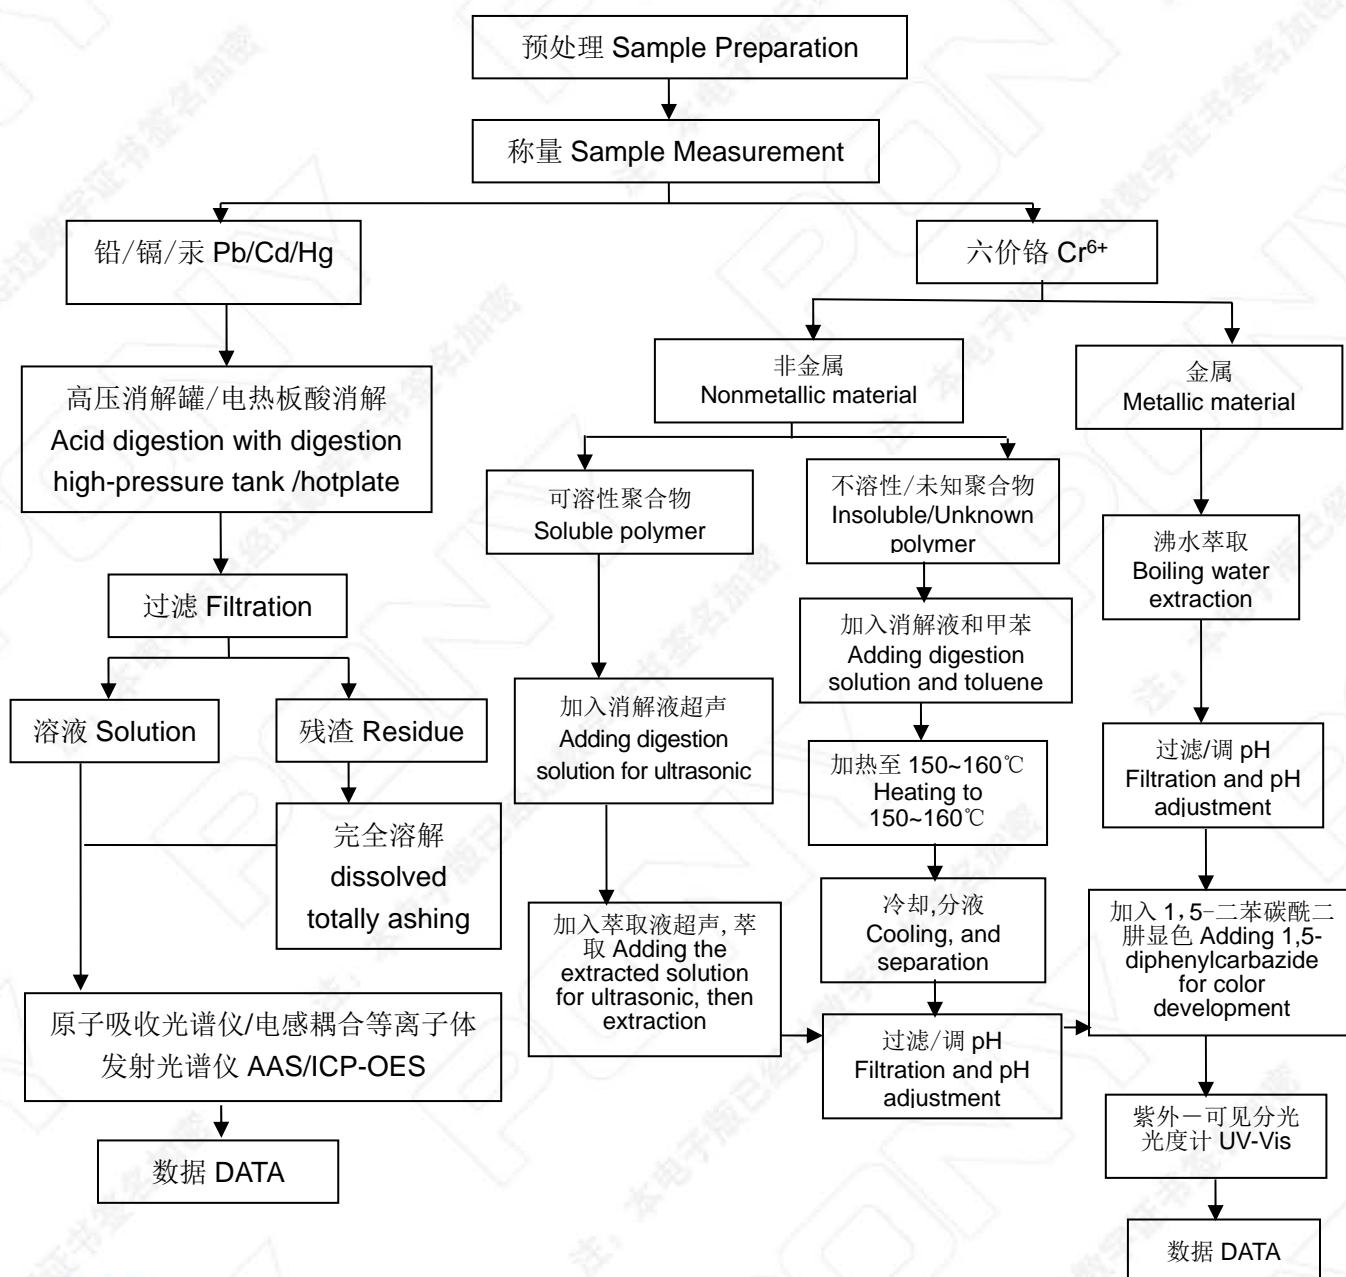 预处理 Sample Preparation
称量 Sample Measurement
铅/镉/汞 Pb/Cd/Hg
六价铬 Cr⁶⁺
高压消解罐/电热板酸消解
Acid digestion with digestion
high-pressure tank /hotplate
过滤 Filtration
溶液 Solution
残渣 Residue
完全溶解
dissolved
totally ashing
原子吸收光谱仪/电感耦合等离子体
发射光谱仪 AAS/ICP-OES
数据 DATA
非金属
Nonmetallic material
金属
Metallic material
可溶性聚合物
Soluble polymer
不溶性/未知聚合物
Insoluble/Unknown
polymer
加入消解液超声
Adding digestion
solution for ultrasonic
加入萃取液超声,萃
取 Adding the
extracted solution
for ultrasonic, then
extraction
加入消解液和甲苯
Adding digestion
solution and toluene
加热至 150~160℃
Heating to
150~160℃
冷却,分液
Cooling, and
separation
过滤/调 pH
Filtration and pH
adjustment
沸水萃取
Boiling water
extraction
过滤/调 pH
Filtration and pH
adjustment
加入 1,5-二苯碳酰二
肼显色 Adding 1,5-
diphenylcarbazide
for color
development
紫外－可见分光
光度计 UV-Vis
数据 DATA